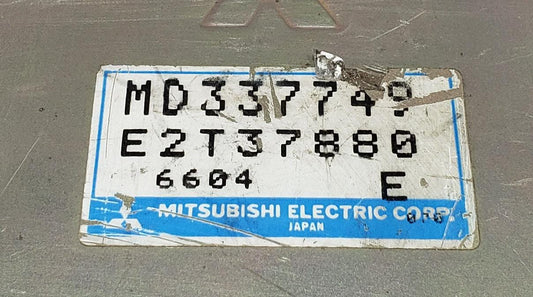 MD337749
E2T37880
6604 E
MITSUBISHI ELECTRIC CORP.
JAPAN